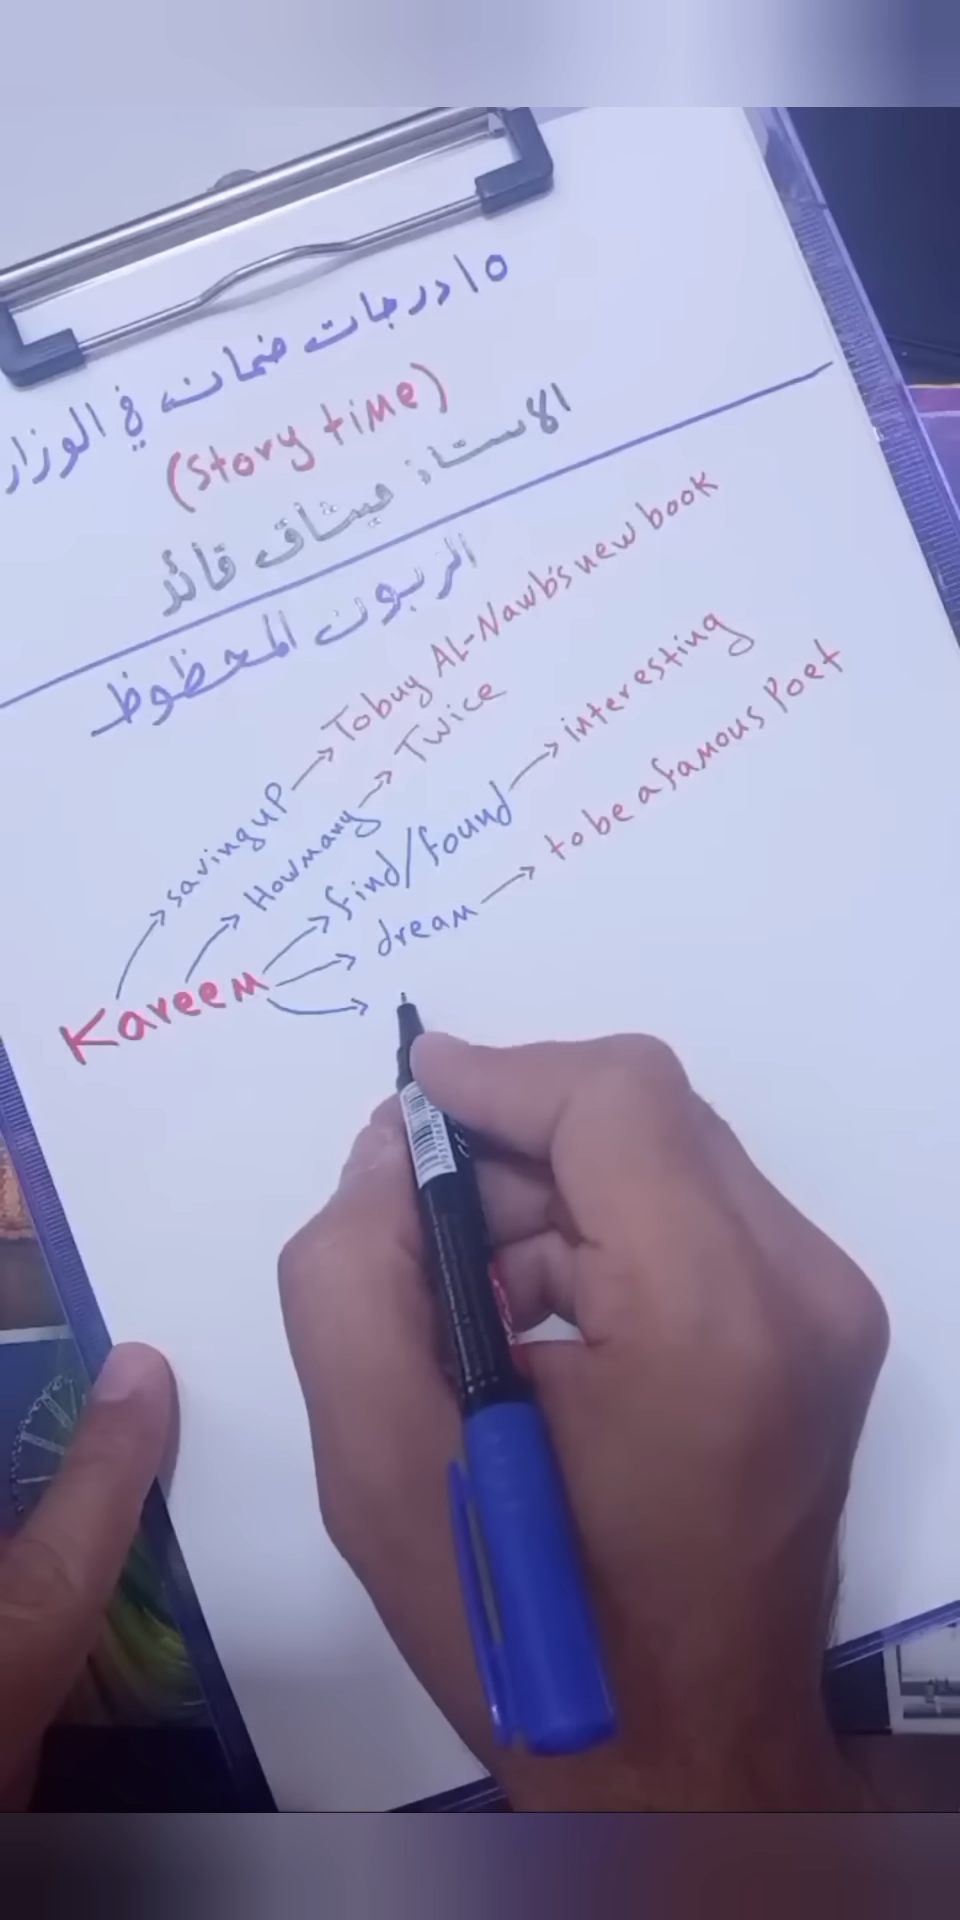 ١٥ درجات ضمان في الوزار
(Story time)
الاستاذ ميثاق قائد
الزبون المحظوظ
saving up → To buy AL-Nawb's new book
How many → Twice
find/found → interesting
dream → to be a famous Poet
Kareem